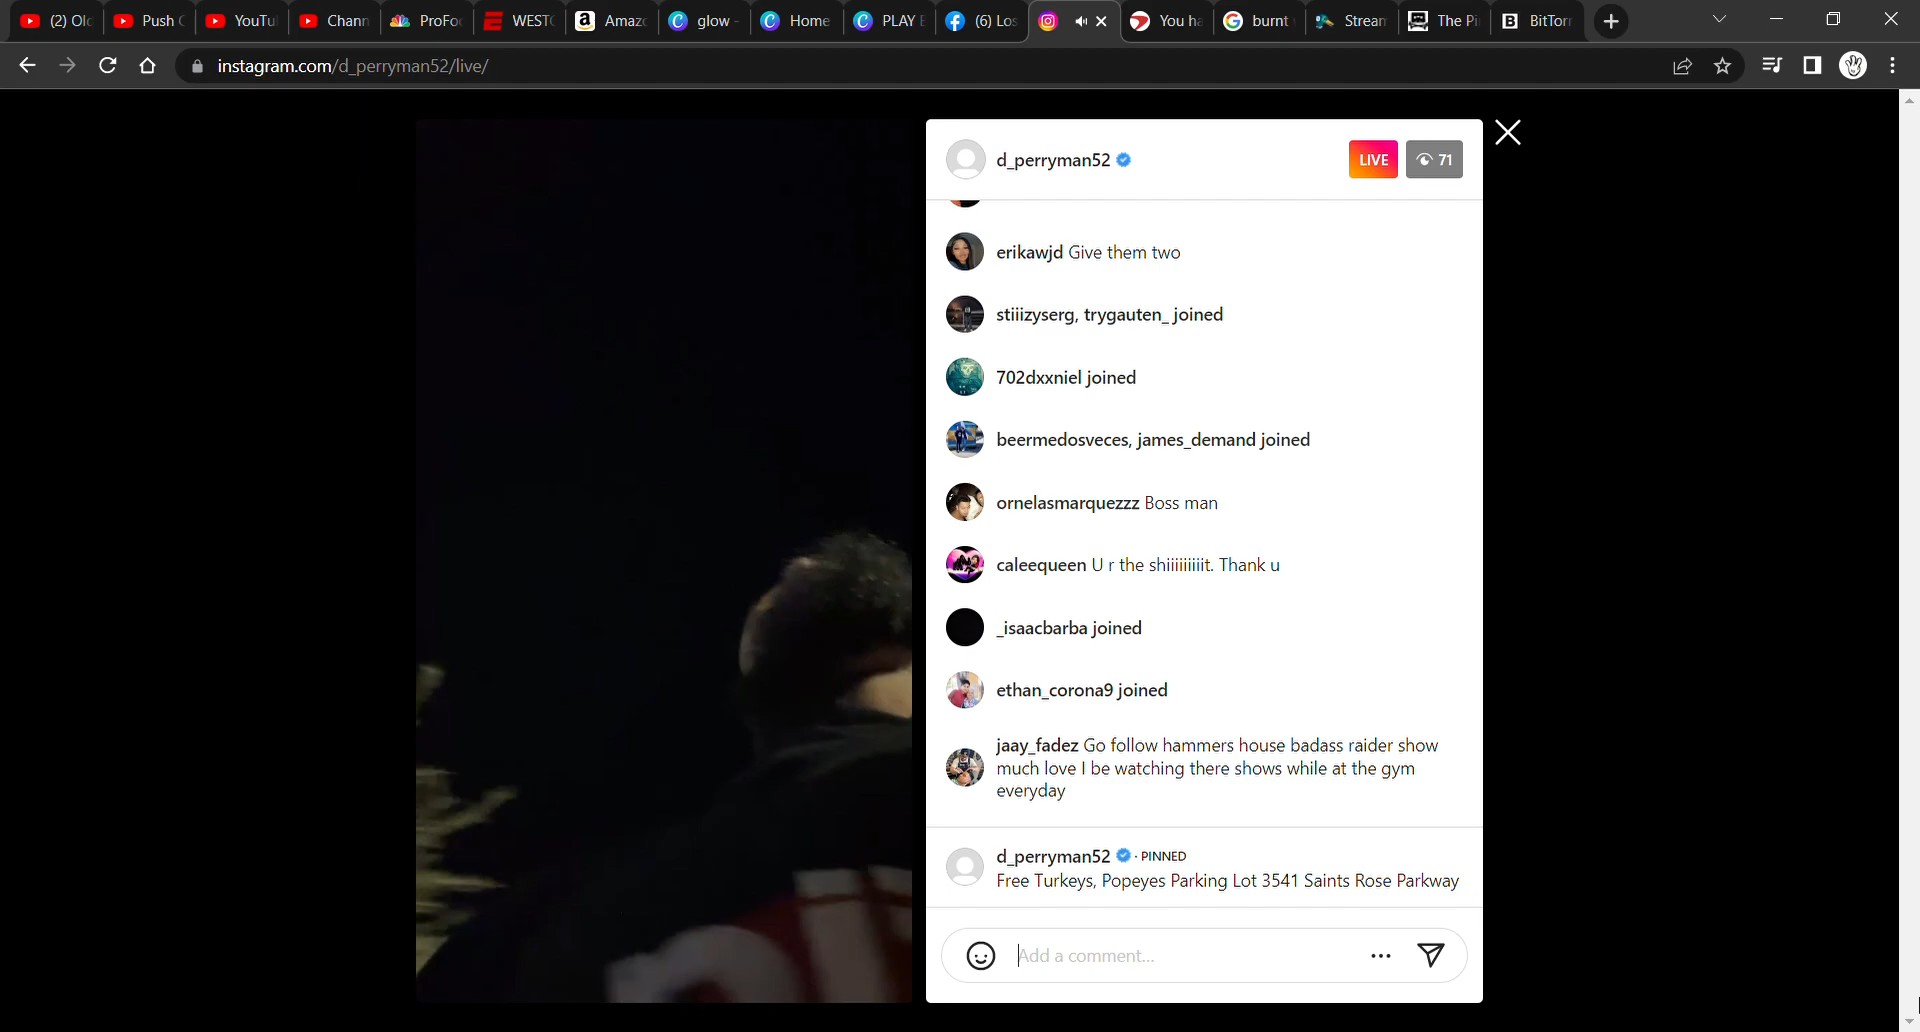 (2) Old
Push
YouTu
Chann
ProFo
WEST
Amazo
glow -
Home
PLAY
(6) Los
You ha
burnt
Stream
The Pi
BitTorr
instagram.com/d_perryman52/live/
d_perryman52
LIVE
71
erikawjd Give them two
stiiizyserg, trygauten_ joined
702dxxniel joined
beermedosveces, james_demand joined
ornelasmarquezzz Boss man
caleequeen U r the shiiiiiiiiit. Thank u
_isaacbarba joined
ethan_corona9 joined
jaay_fadez Go follow hammers house badass raider show
much love I be watching there shows while at the gym
everyday
d_perryman52 · PINNED
Free Turkeys, Popeyes Parking Lot 3541 Saints Rose Parkway
Add a comment...